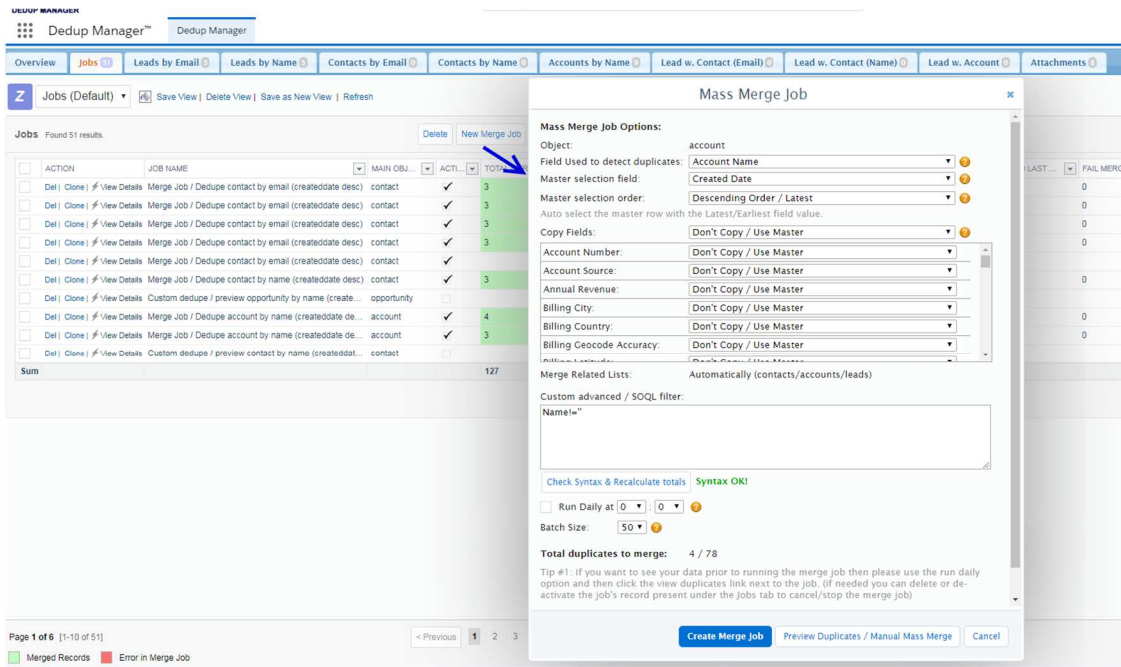 DEDUP MANAGER
Dedup Manager™ Dedup Manager
Overview Jobs 51 Leads by Email Leads by Name Contacts by Email 0 Contacts by Name 0 Accounts by Name 0 Lead w. Contact (Email) 0 Lead w. Contact (Name) 0 Lead w. Account 0 Attachments 0
Z Jobs (Default) Save View | Delete View | Save as New View | Refresh
Jobs Found 51 results. Delete New Merge Job
ACTION JOB NAME MAIN OBJ... ACTI... LAST ... FAIL MERG
Del | Clone | View Details Merge Job / Dedupe contact by email (createddate desc) contact ✓ 3 0
Del | Clone | View Details Merge Job / Dedupe contact by email (createddate desc) contact ✓ 3 0
Del | Clone | View Details Merge Job / Dedupe contact by email (createddate desc) contact ✓ 3 0
Del | Clone | View Details Merge Job / Dedupe contact by email (createddate desc) contact ✓ 3 0
Del | Clone | View Details Merge Job / Dedupe contact by email (createddate desc) contact ✓
Del | Clone | View Details Merge Job / Dedupe contact by name (createddate desc) contact ✓ 3 0
Del | Clone | View Details Custom dedupe / preview opportunity by name (create... opportunity
Del | Clone | View Details Merge Job / Dedupe account by name (createddate de... account ✓ 4 0
Del | Clone | View Details Merge Job / Dedupe account by name (createddate de... account ✓ 3 0
Del | Clone | View Details Custom dedupe / preview contact by name (createddat... contact
Sum 127
Page 1 of 6 [1-10 of 51] < Previous 1 2 3
Merged Records Error in Merge Job
Mass Merge Job ×
Mass Merge Job Options:
Object: account
Field Used to detect duplicates: Account Name ?
Master selection field: Created Date ?
Master selection order: Descending Order / Latest ?
Auto select the master row with the Latest/Earliest field value.
Copy Fields: Don't Copy / Use Master ?
Account Number: Don't Copy / Use Master
Account Source: Don't Copy / Use Master
Annual Revenue: Don't Copy / Use Master
Billing City: Don't Copy / Use Master
Billing Country: Don't Copy / Use Master
Billing Geocode Accuracy: Don't Copy / Use Master
Billing Latitude: Don't Copy / Use Master
Merge Related Lists: Automatically (contacts/accounts/leads)
Custom advanced / SOQL filter:
Name!=''
Check Syntax & Recalculate totals Syntax OK!
Run Daily at 0 : 0 ?
Batch Size: 50 ?
Total duplicates to merge: 4 / 78
Tip #1: If you want to see your data prior to running the merge job then please use the run daily
option and then click the view duplicates link next to the job. (if needed you can delete or de-
activate the job's record present under the Jobs tab to cancel/stop the merge job)
Create Merge Job Preview Duplicates / Manual Mass Merge Cancel